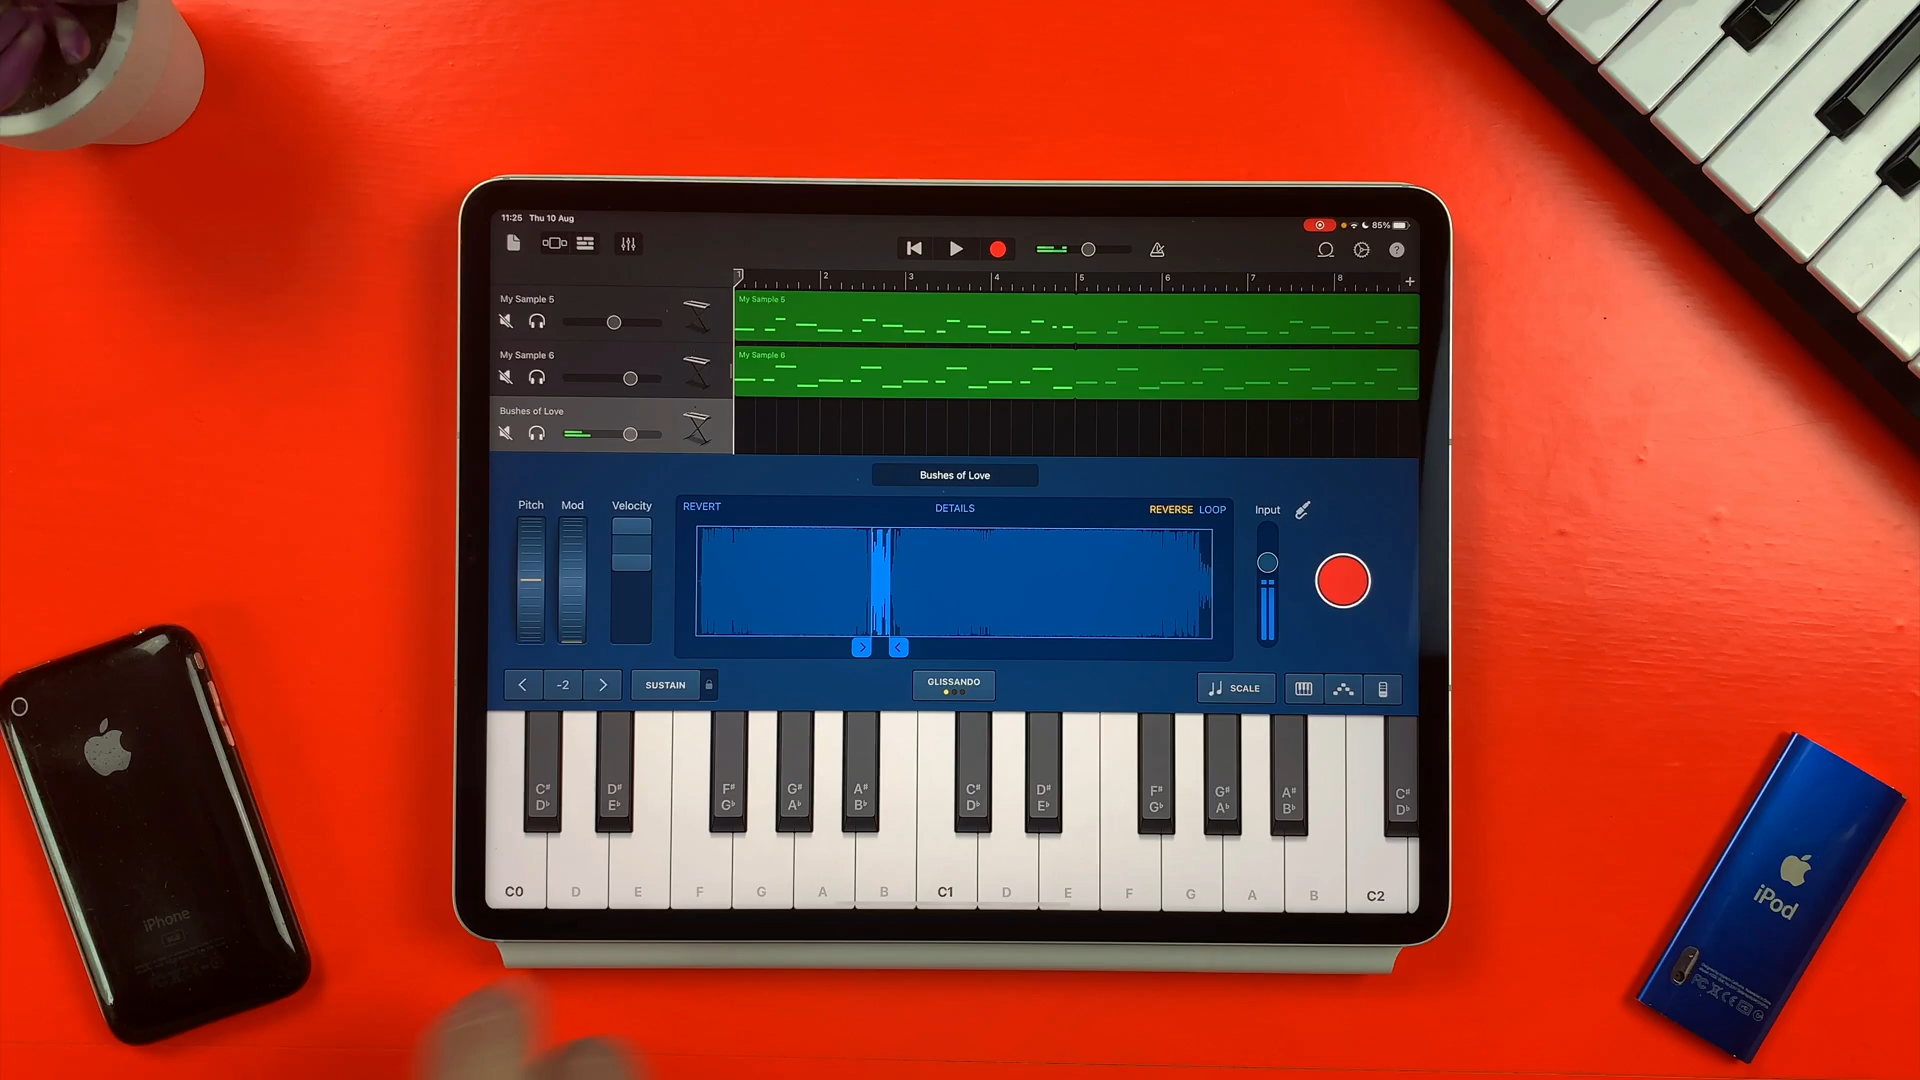 11:25 Thu 10 Aug
85%
?
1 2 3 4 5 6 7 8 +
My Sample 5
My Sample 5
My Sample 6
My Sample 6
Bushes of Love
Bushes of Love
Pitch Mod Velocity
REVERT DETAILS REVERSE LOOP
Input
-2
SUSTAIN
GLISSANDO
SCALE
C♯ D♯ F♯ G♯ A♯ C♯ D♯ F♯ G♯ A♯ C♯
D♭ E♭ G♭ A♭ B♭ D♭ E♭ G♭ A♭ B♭ D♭
C0 D E F G A B C1 D E F G A B C2
iPhone
8GB
iPod